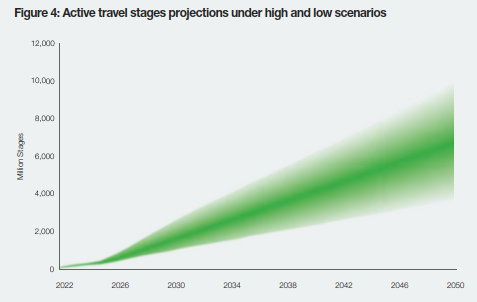 Figure 4: Active travel stages projections under high and low scenarios
12,000
10,000
8,000
6,000
4,000
2,000
0
Million Stages
2022 2026 2030 2034 2038 2042 2046 2050